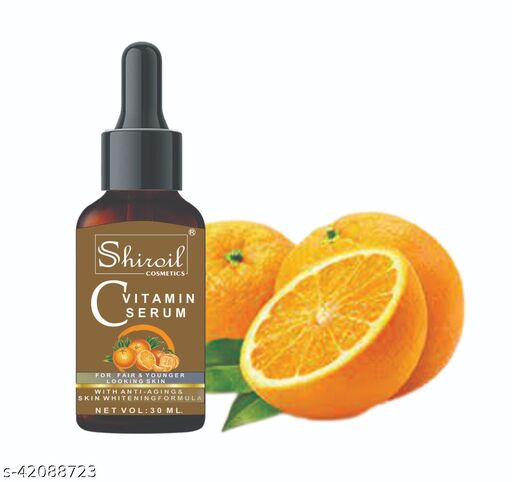 Shiroil®
COSMETICS
C VITAMIN
SERUM
FOR FAIR & YOUNGER
LOOKING SKIN
WITH ANTI-AGING&
SKIN WHITENINGFORMULA
NET VOL:30 ML.
s-42088723